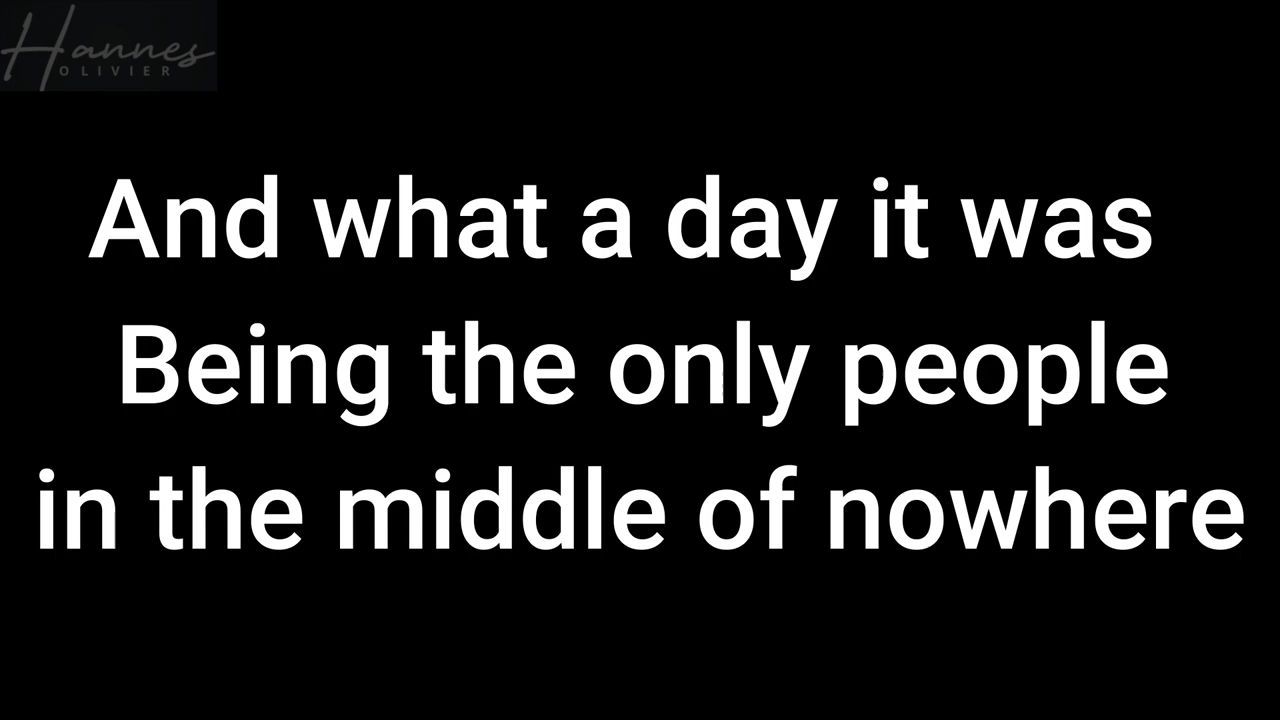 Hannes
OLIVIER
And what a day it was
Being the only people
in the middle of nowhere